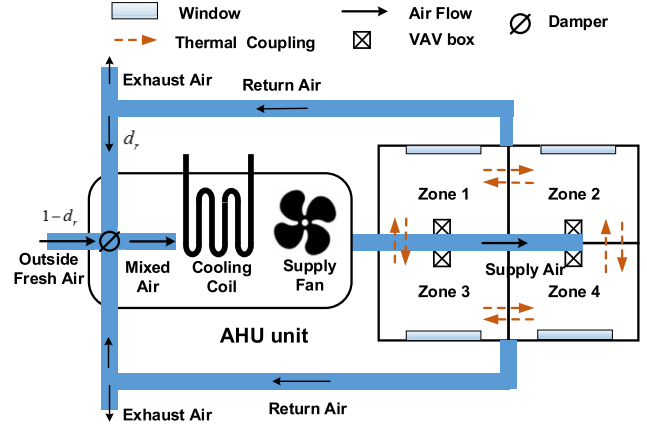 Window
Air Flow
Damper
Thermal Coupling
VAV box
Exhaust Air
Return Air
d_r
Zone 1
Zone 2
1-d_r
Outside
Fresh Air
Mixed
Air
Cooling
Coil
Supply
Fan
Supply Air
Zone 3
Zone 4
AHU unit
Return Air
Exhaust Air